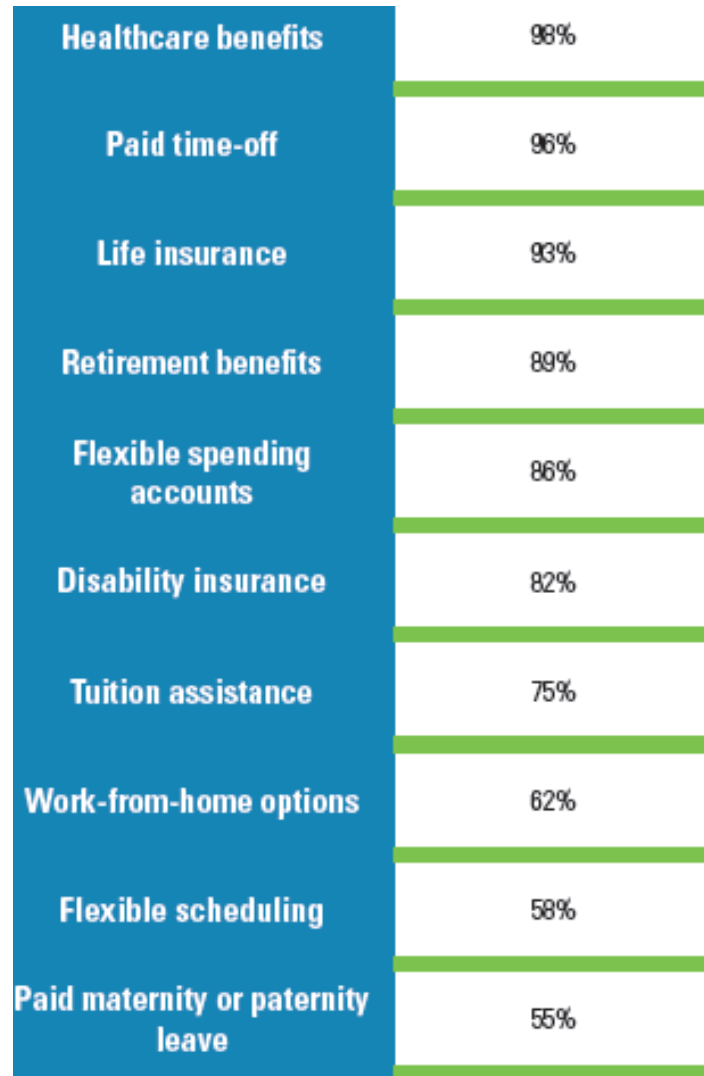 Healthcare benefits 98%
Paid time-off 96%
Life insurance 93%
Retirement benefits 89%
Flexible spending
accounts 86%
Disability insurance 82%
Tuition assistance 75%
Work-from-home options 62%
Flexible scheduling 58%
Paid maternity or paternity
leave 55%